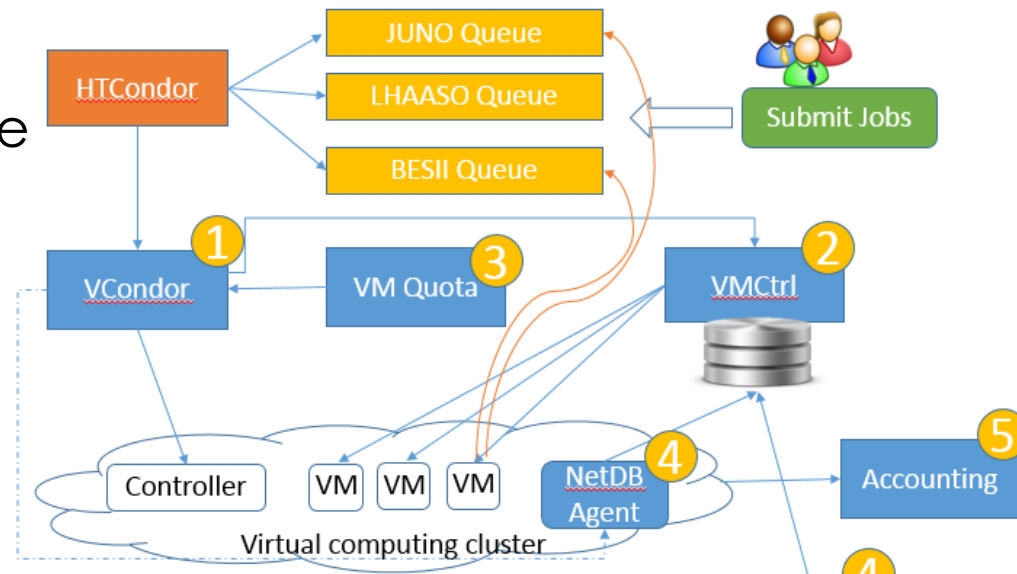 JUNO Queue
HTCondor
LHAASO Queue
e
Submit Jobs
BESII Queue
1
2
3
VCondor
VM Quota
VMCtrl
5
4
Controller
VM
VM
VM
NetDB
Agent
Accounting
Virtual computing cluster
4